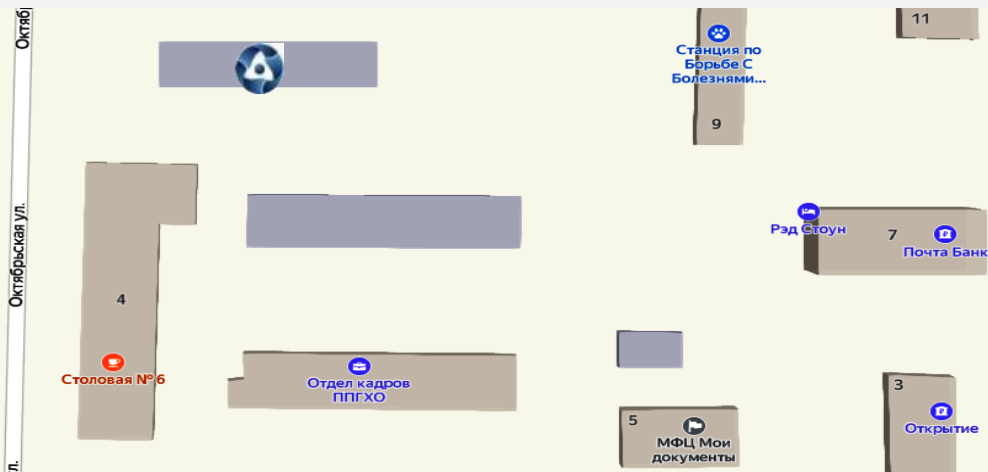 Октяб
11
Станция по
Борьбе С
Болезнями...
9
Октябрьская ул.
Рэд Стоун
7
Почта Банк
4
Столовая № 6
Отдел кадров
ППГХО
3
5
Открытие
МФЦ Мои
документы
л.